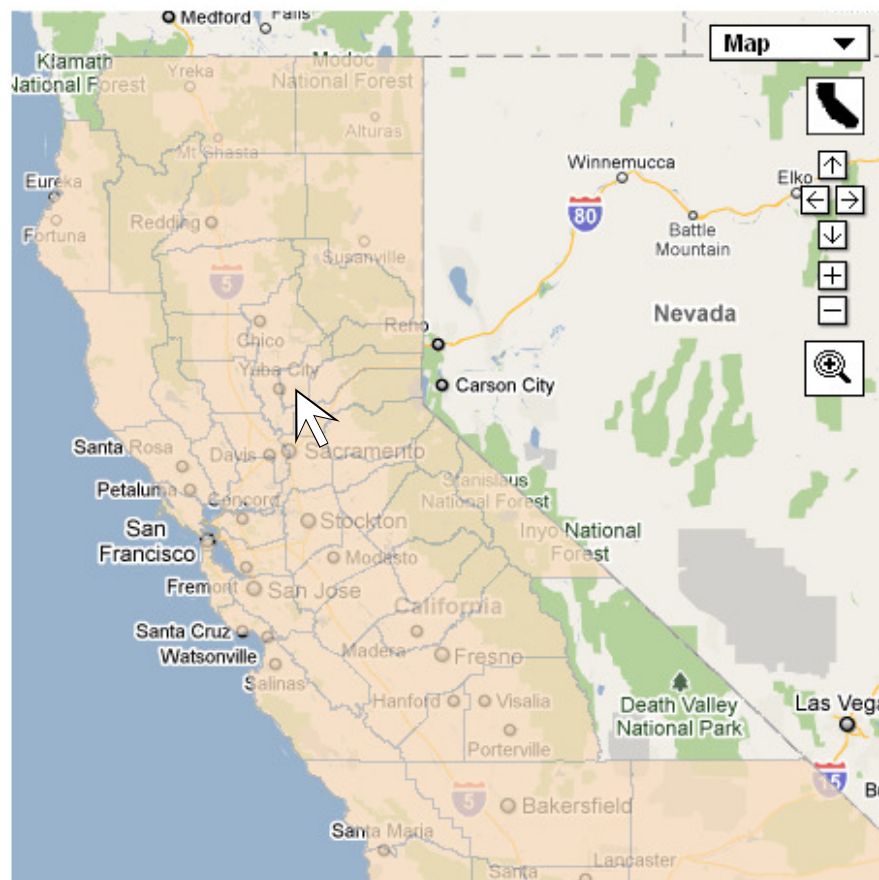 Medford
Falls
Map
Klamath
National Forest
Yreka
Modoc
National Forest
Alturas
Mt Shasta
Winnemucca
Elko
Eureka
80
Fortuna
Redding
Battle
Mountain
Susanville
5
Nevada
Reno
Chico
Yuba City
Carson City
Santa Rosa
Davis
Sacramento
Stanislaus
National Forest
Petaluma
Concord
San
Francisco
Stockton
Inyo National
Forest
Modesto
Fremont
San Jose
California
Santa Cruz
Watsonville
Madera
Fresno
Salinas
Hanford
Visalia
Death Valley
National Park
Las Vega
Porterville
15
5
Bakersfield
Santa Maria
Lancaster
Santa